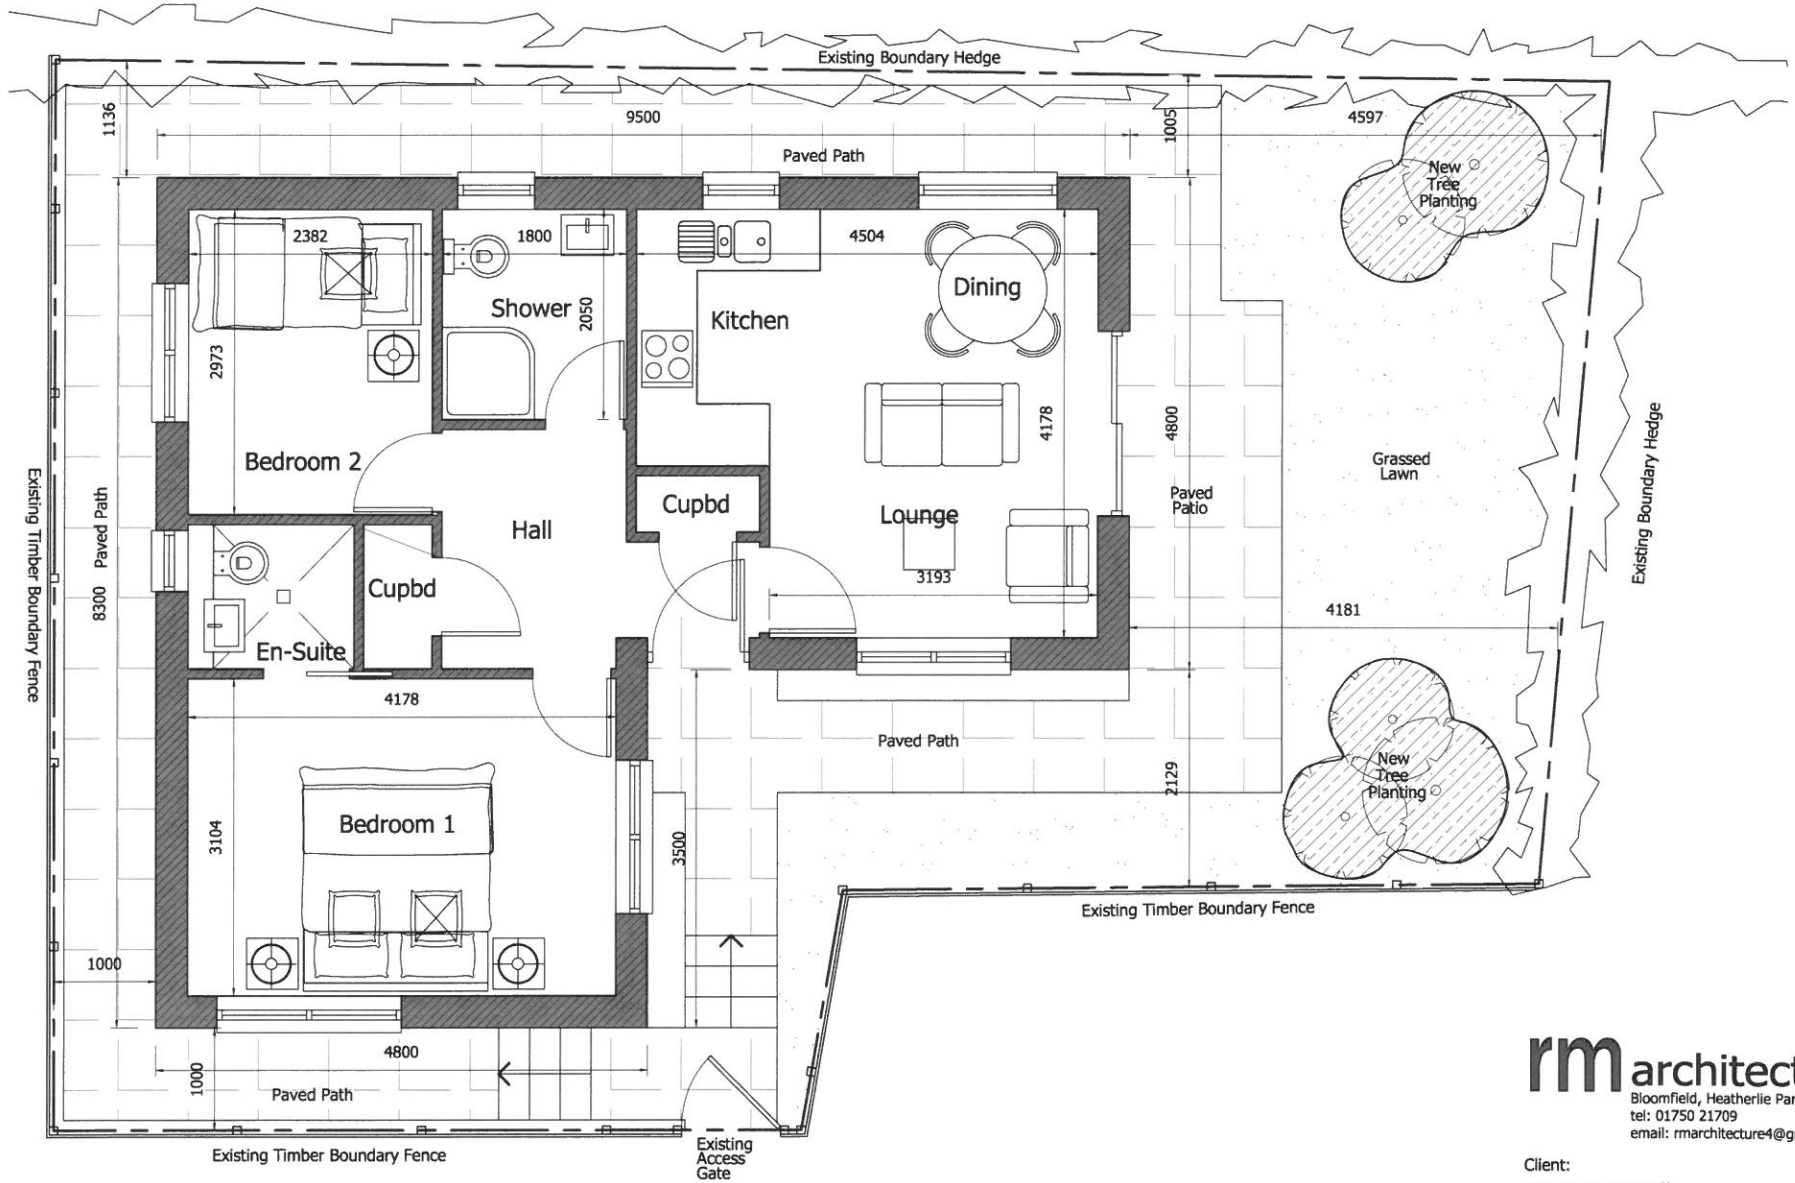 Existing Boundary Hedge
1136
9500
1005
4597
Paved Path
New
Tree
Planting
2382
1800
4504
Dining
Shower
2050
Kitchen
2973
4178
4800
Existing Boundary Hedge
Bedroom 2
Grassed
Lawn
Existing Timber Boundary Fence
Paved Path
8300
Hall
Cupbd
Lounge
Paved
Patio
Cupbd
3193
4181
En-Suite
4178
Paved Path
New
Tree
Planting
2129
3104
Bedroom 1
3500
Existing Timber Boundary Fence
1000
4800
1000
Paved Path
Existing Timber Boundary Fence
Existing
Access
Gate
rm architect
Bloomfield, Heatherlie Par
tel: 01750 21709
email: rmarchitecture4@g
Client: